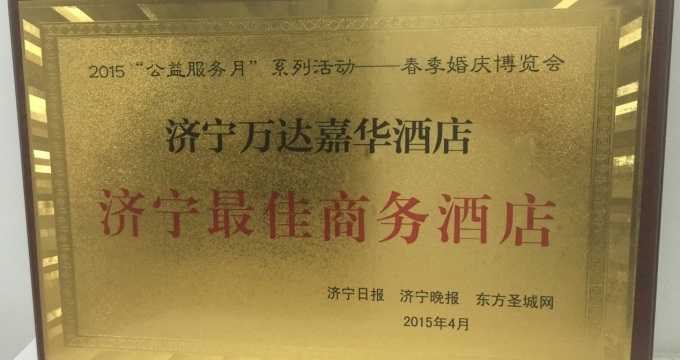 2015“公益服务月”系列活动——春季婚庆博览会
济宁万达嘉华酒店
济宁最佳商务酒店
济宁日报 济宁晚报 东方圣城网
2015年4月